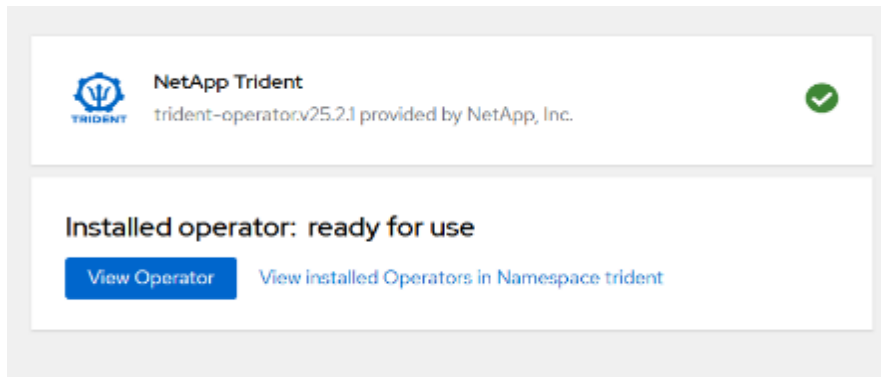 NetApp Trident
TRIDENT
trident-operator.v25.2.1 provided by NetApp, Inc.
Installed operator: ready for use
View Operator
View installed Operators in Namespace trident